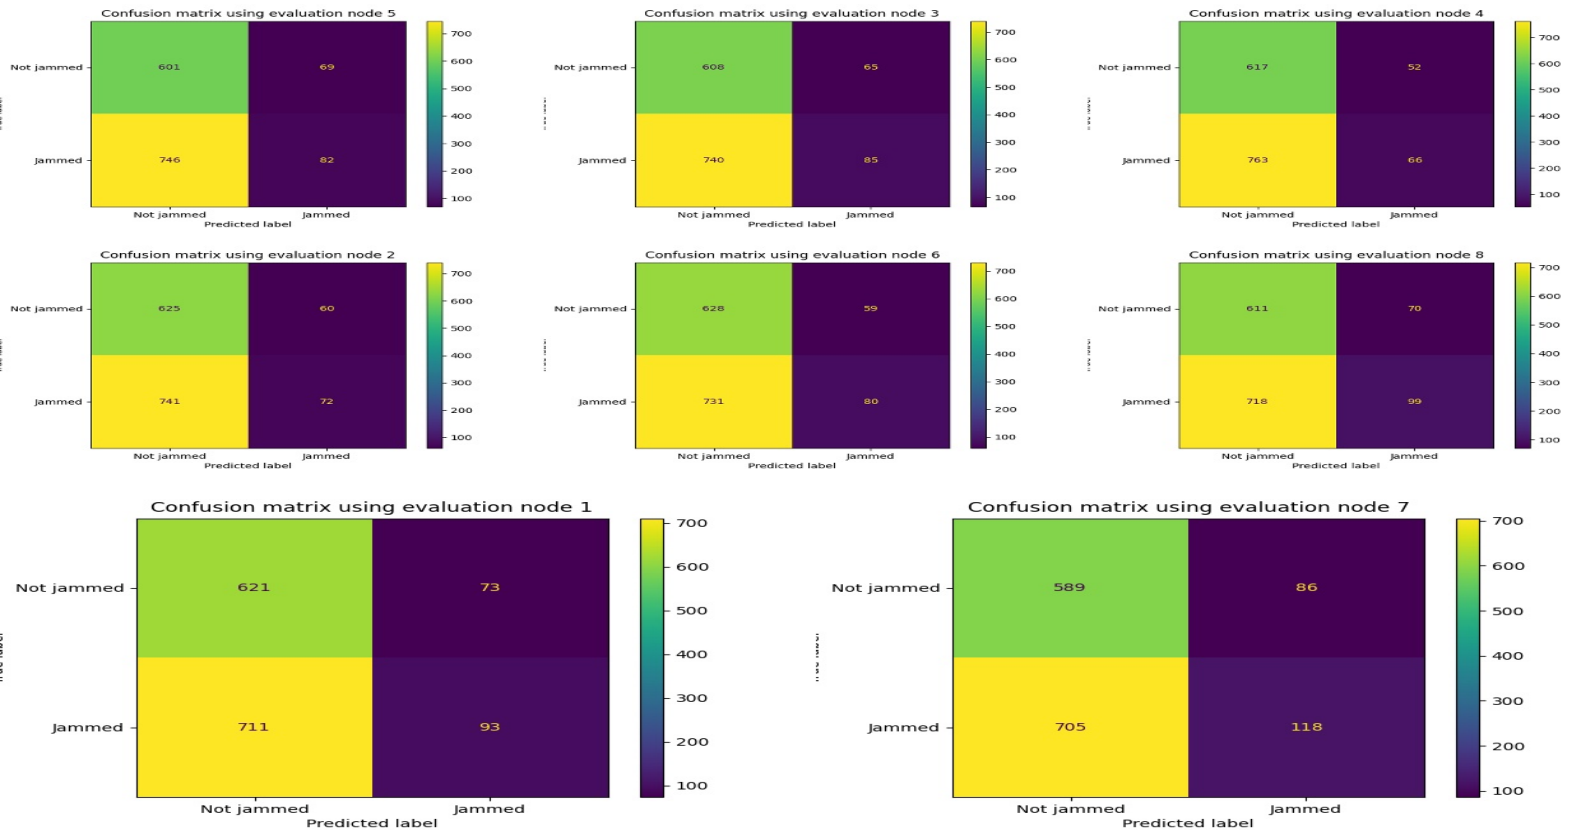 Confusion matrix using evaluation node 5
Not jammed
601
69
Jammed
746
82
Not jammed
Jammed
Predicted label
700
600
500
400
300
200
100
Confusion matrix using evaluation node 3
Not jammed
608
65
Jammed
740
85
Not jammed
Jammed
Predicted label
700
600
500
400
300
200
100
Confusion matrix using evaluation node 4
Not jammed
617
52
Jammed
763
66
Not jammed
Jammed
Predicted label
700
600
500
400
300
200
100
Confusion matrix using evaluation node 2
Not jammed
625
60
Jammed
741
72
Not jammed
Jammed
Predicted label
700
600
500
400
300
200
100
Confusion matrix using evaluation node 6
Not jammed
628
59
Jammed
731
80
Not jammed
Jammed
Predicted label
700
600
500
400
300
200
100
Confusion matrix using evaluation node 8
Not jammed
611
70
Jammed
718
99
Not jammed
Jammed
Predicted label
700
600
500
400
300
200
100
Confusion matrix using evaluation node 1
Not jammed
621
73
Jammed
711
93
Not jammed
Jammed
Predicted label
700
600
500
400
300
200
100
Confusion matrix using evaluation node 7
Not jammed
589
86
Jammed
705
118
Not jammed
Jammed
Predicted label
700
600
500
400
300
200
100